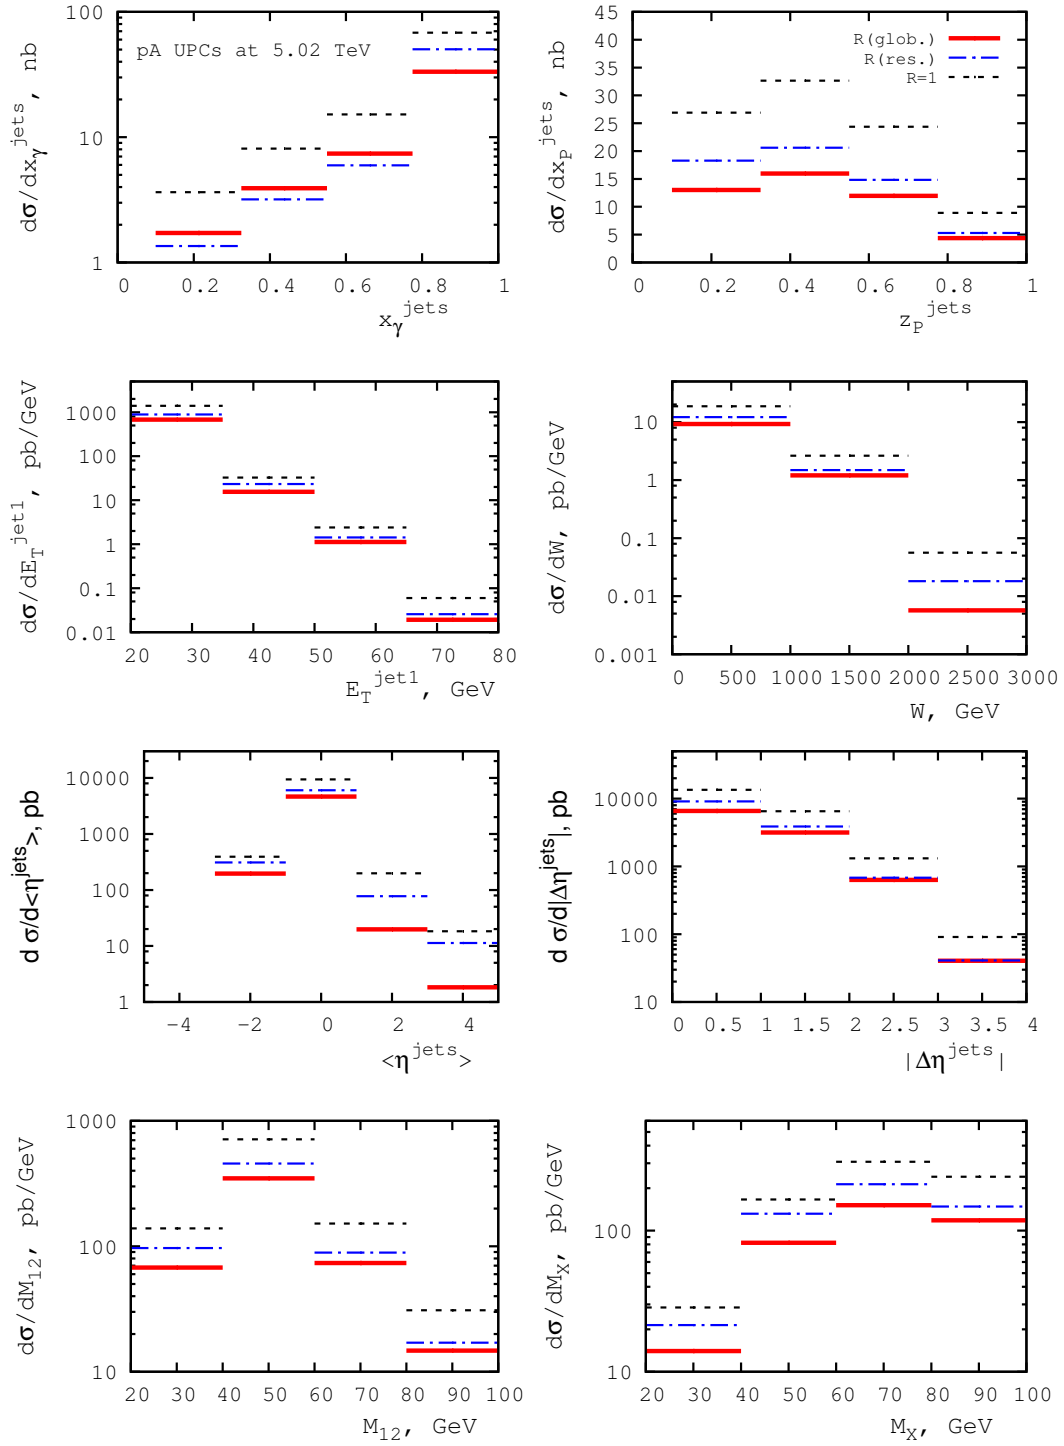 pA UPCs at 5.02 TeV
dσ/dx_γ^jets, nb
100
10
1
0 0.2 0.4 0.6 0.8 1
x_γ^jets
R(glob.)
R(res.)
R=1
dσ/dx_P^jets, nb
45
40
35
30
25
20
15
10
5
0
0 0.2 0.4 0.6 0.8 1
z_P^jets
dσ/dE_T^jet1, pb/GeV
1000
100
10
1
0.1
0.01
20 30 40 50 60 70 80
E_T^jet1, GeV
dσ/dW, pb/GeV
10
1
0.1
0.01
0.001
0 500 1000 1500 2000 2500 3000
W, GeV
d σ/d<η^jets>, pb
10000
1000
100
10
1
−4 −2 0 2 4
<η^jets>
d σ/d|Δη^jets|, pb
10000
1000
100
10
0 0.5 1 1.5 2 2.5 3 3.5 4
|Δη^jets|
dσ/dM_12, pb/GeV
1000
100
10
20 30 40 50 60 70 80 90 100
M_12, GeV
dσ/dM_X, pb/GeV
100
10
20 30 40 50 60 70 80 90 100
M_X, GeV